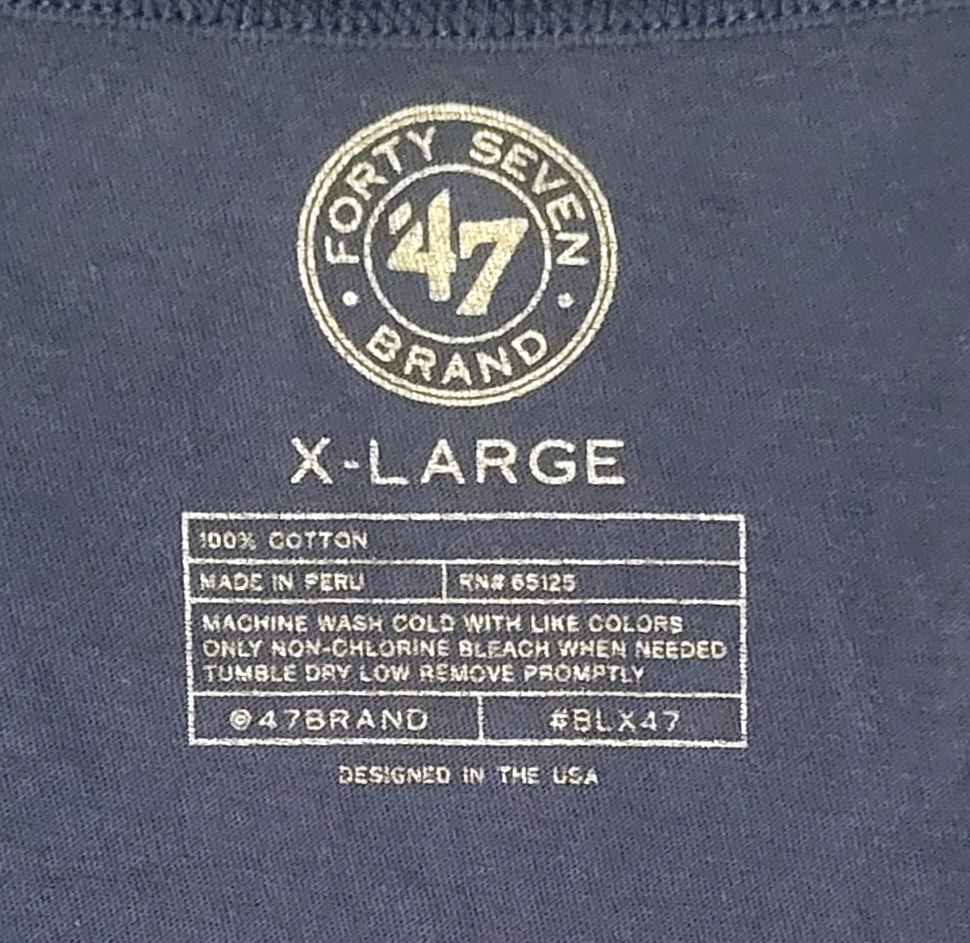 FORTY SEVEN
'47
BRAND
X-LARGE
100% COTTON
MADE IN PERU RN# 65125
MACHINE WASH COLD WITH LIKE COLORS
ONLY NON-CHLORINE BLEACH WHEN NEEDED
TUMBLE DRY LOW REMOVE PROMPTLY
@47BRAND #BLX47
DESIGNED IN THE USA